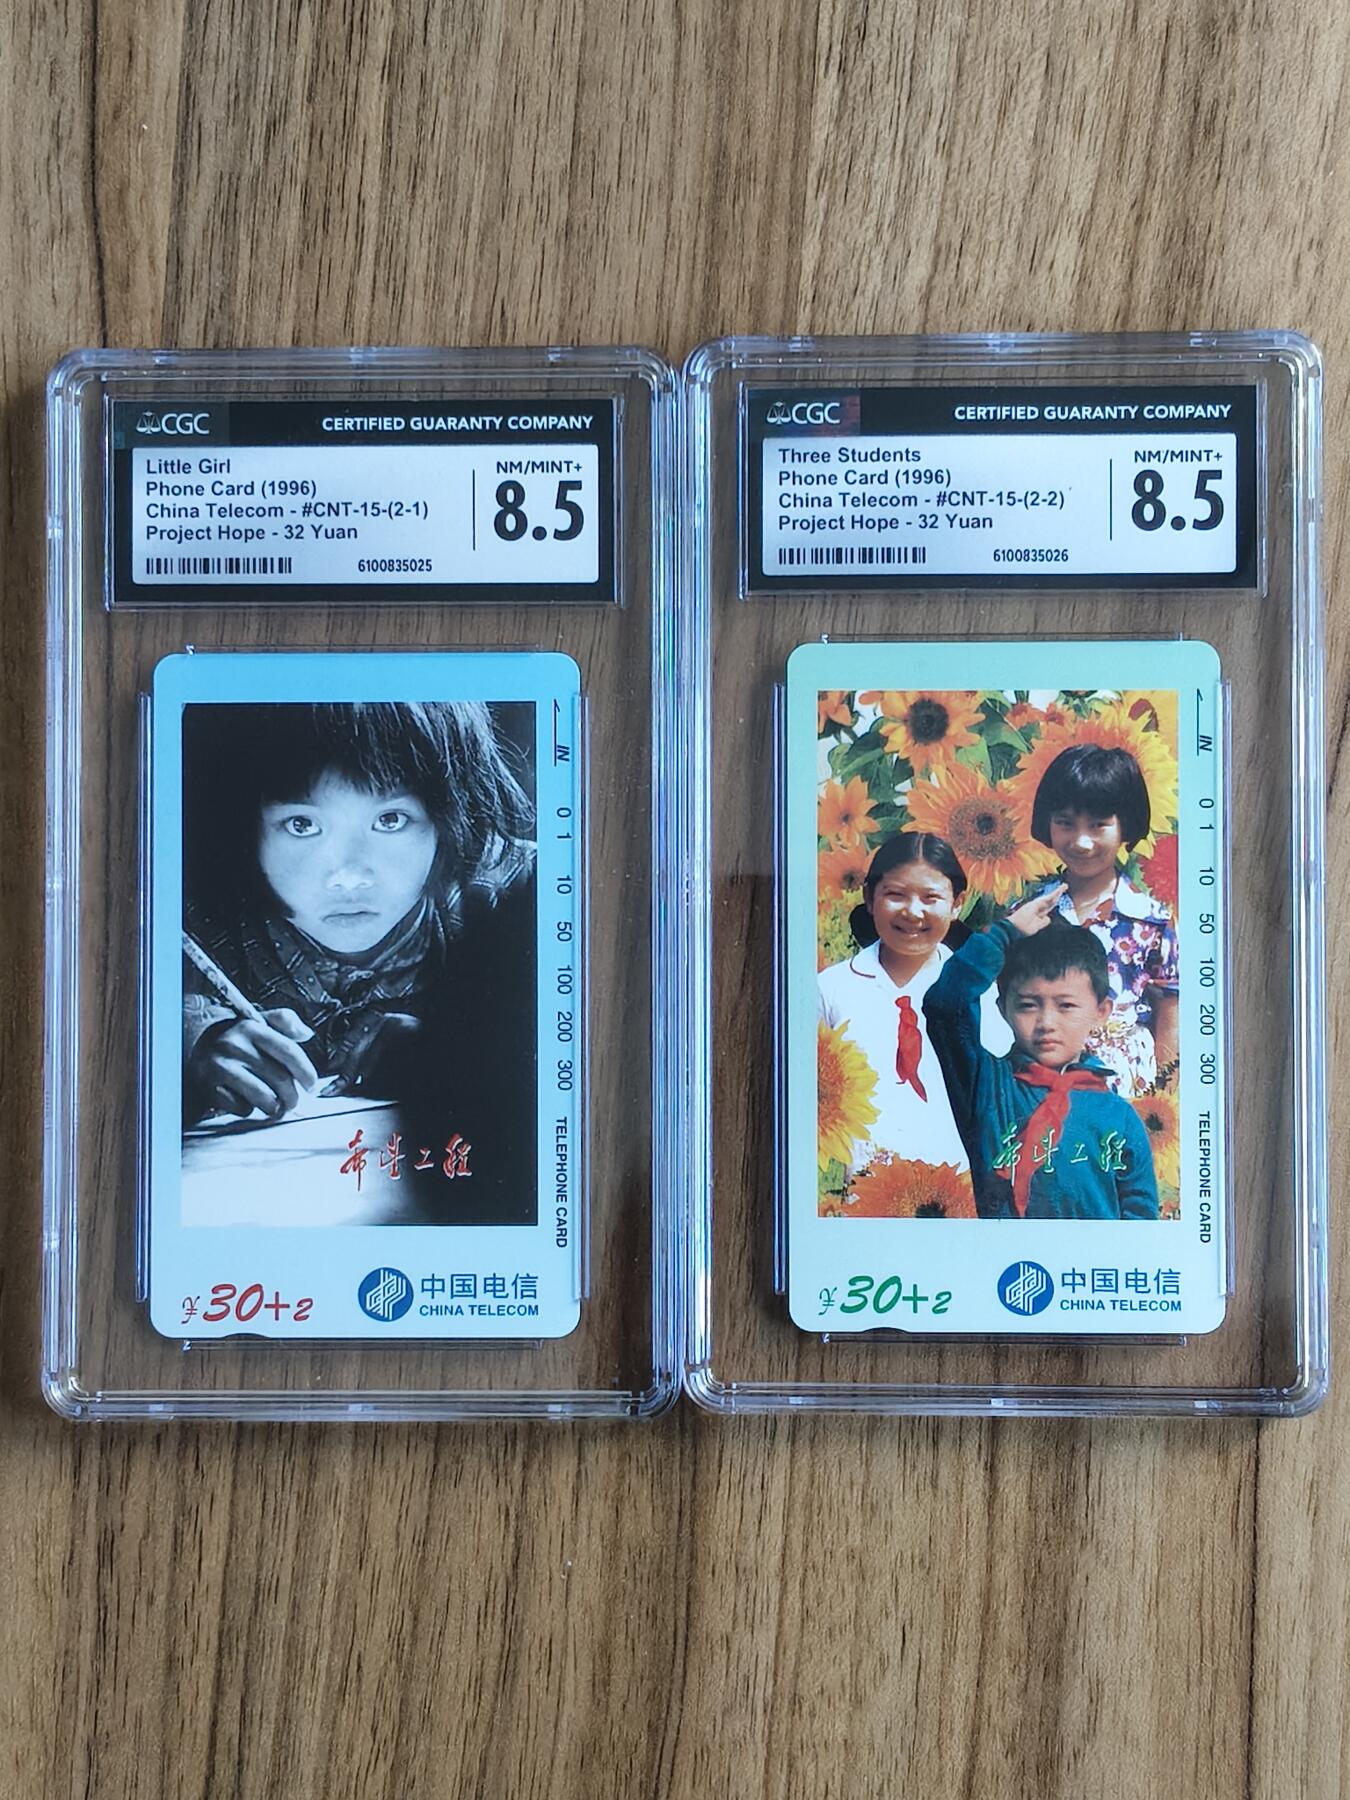 CGC
CERTIFIED GUARANTY COMPANY
Little Girl
Phone Card (1996)
China Telecom - #CNT-15-(2-1)
Project Hope - 32 Yuan
NM/MINT+
8.5
6100835025
IN
0 1 10 50 100 200 300 TELEPHONE CARD
希望工程
¥30+2
中国电信
CHINA TELECOM
CGC
CERTIFIED GUARANTY COMPANY
Three Students
Phone Card (1996)
China Telecom - #CNT-15-(2-2)
Project Hope - 32 Yuan
NM/MINT+
8.5
6100835026
IN
0 1 10 50 100 200 300 TELEPHONE CARD
希望工程
¥30+2
中国电信
CHINA TELECOM